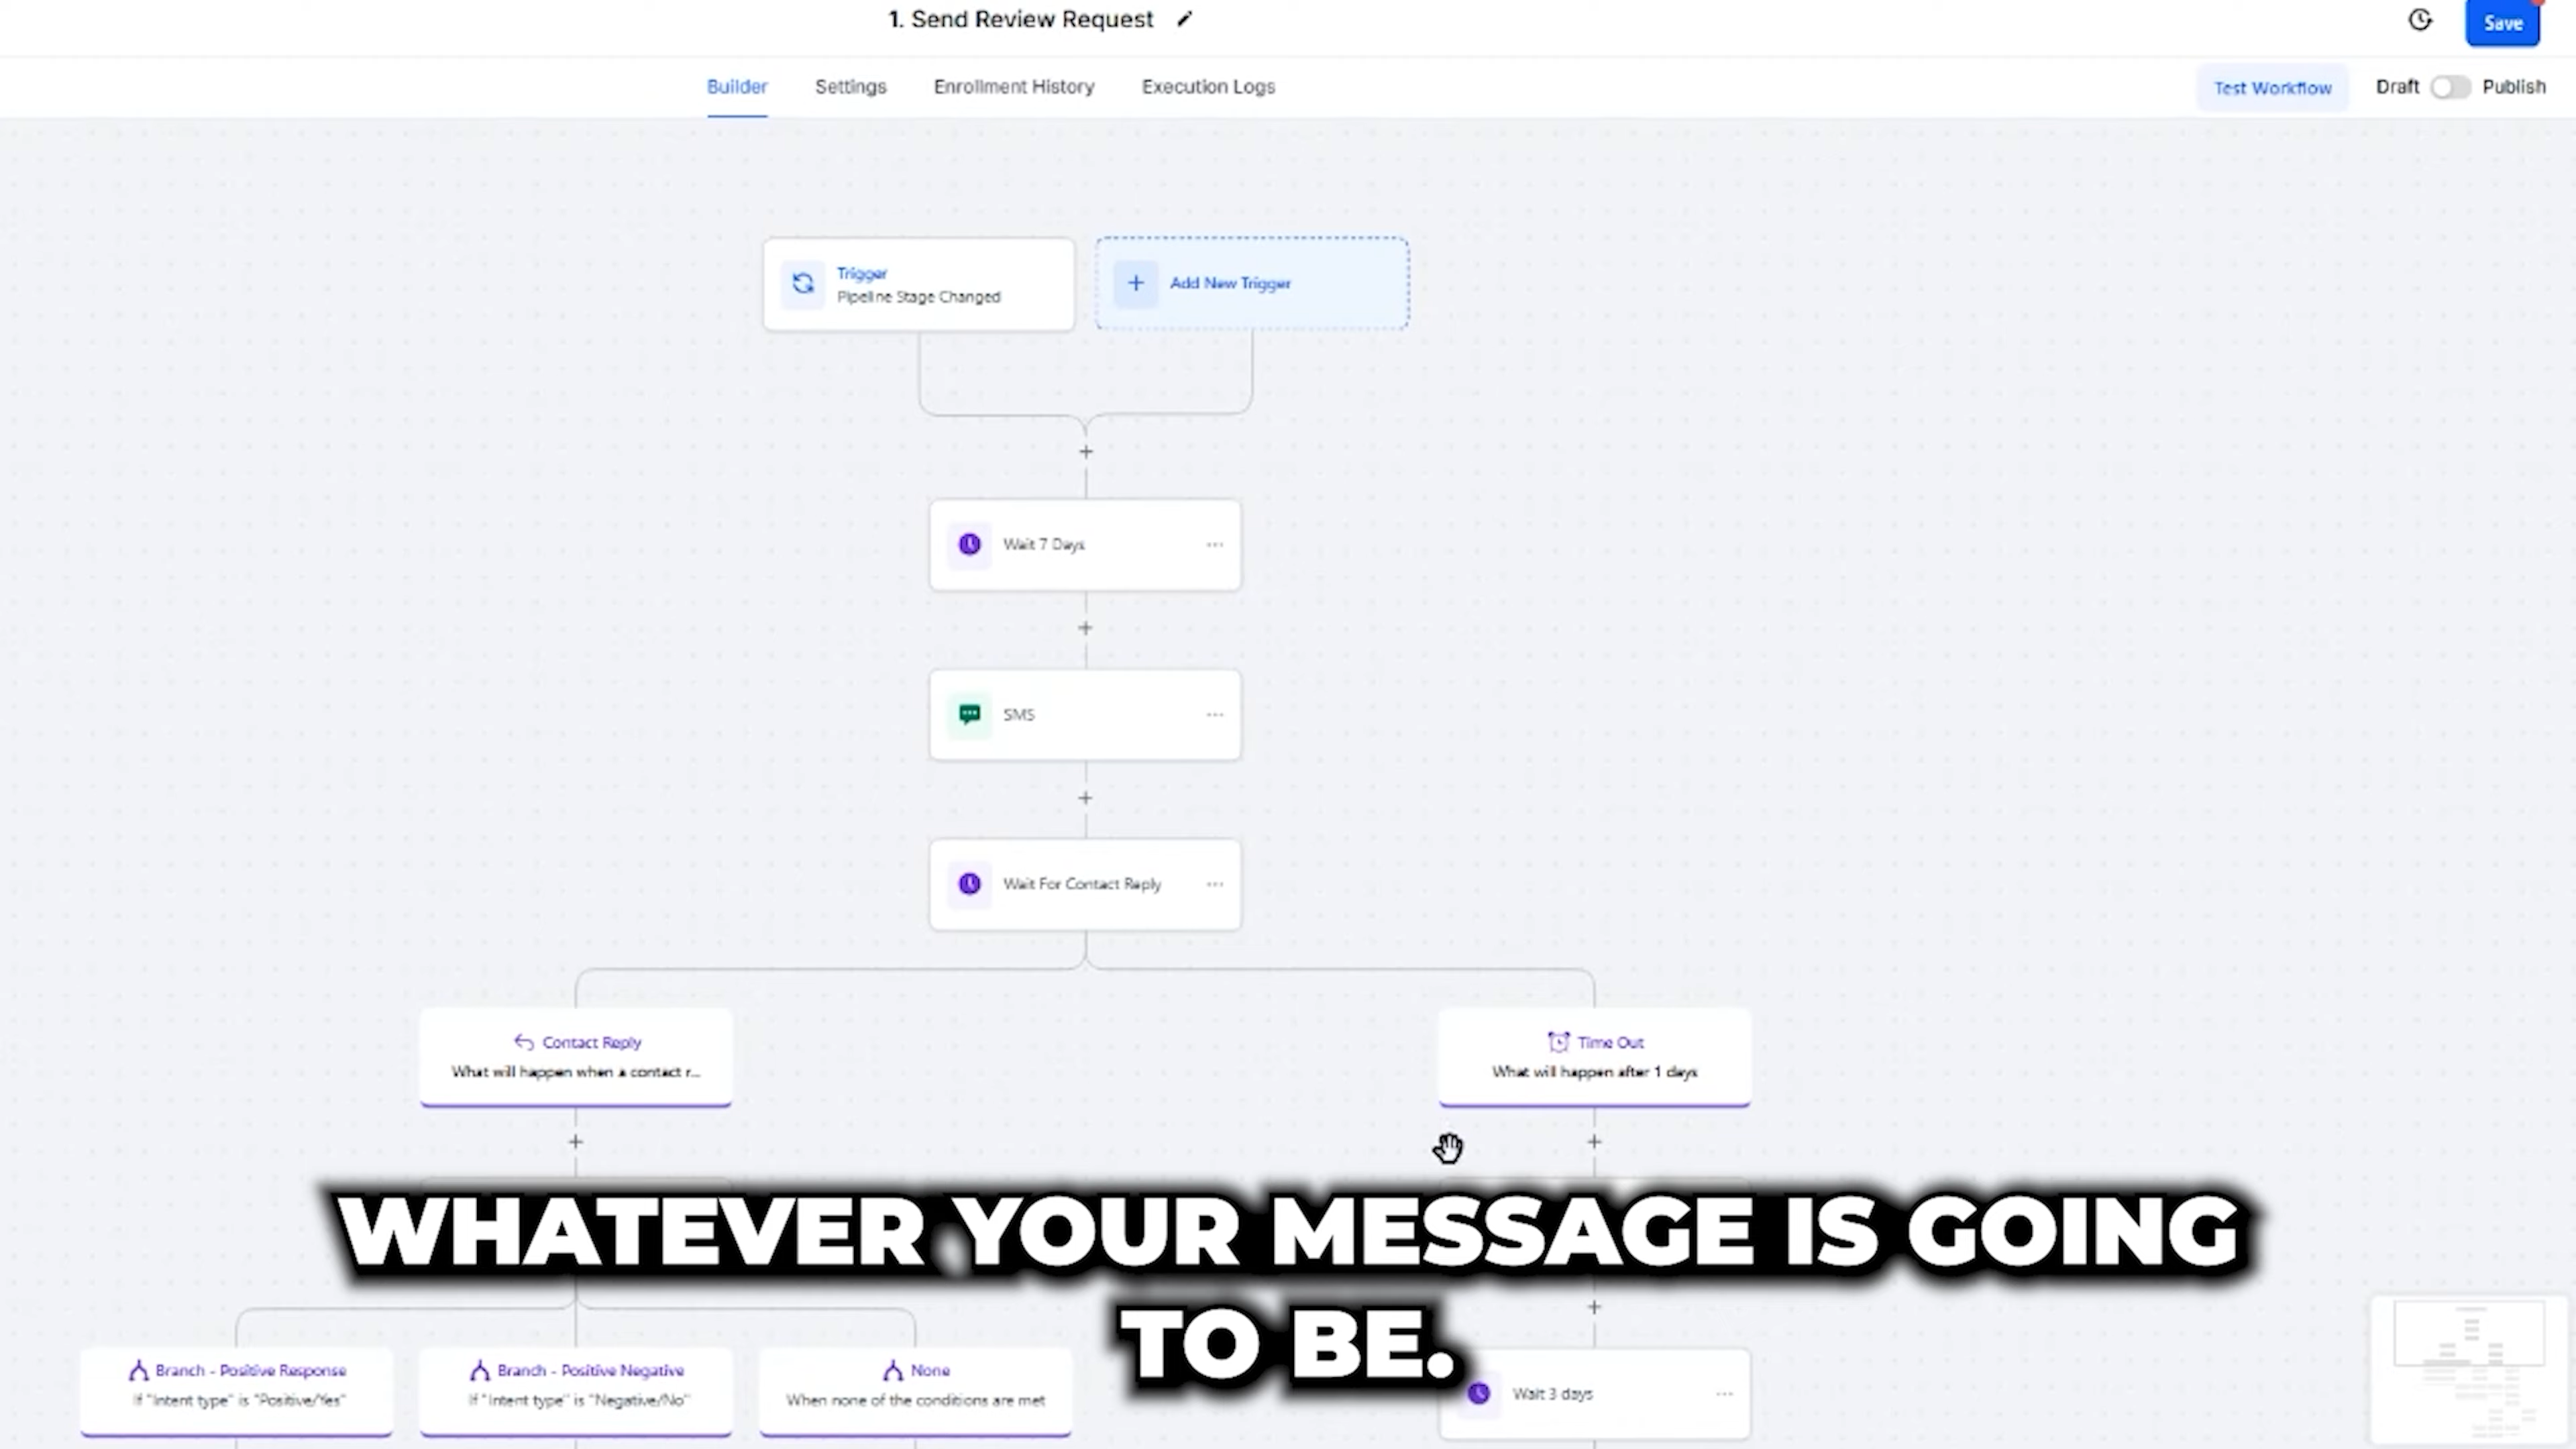 1. Send Review Request
Save
Builder
Settings
Enrollment History
Execution Logs
Test Workflow
Draft
Publish
Trigger
Pipeline Stage Changed
Add New Trigger
Wait 7 Days
SMS
Wait For Contact Reply
Contact Reply
What will happen when a contact r...
Time Out
What will happen after 1 days
WHATEVER YOUR MESSAGE IS GOING
TO BE.
Branch - Positive Response
If "Intent type" is "Positive/Yes"
Branch - Positive Negative
If "Intent type" is "Negative/No"
None
When none of the conditions are met
Wait 3 days